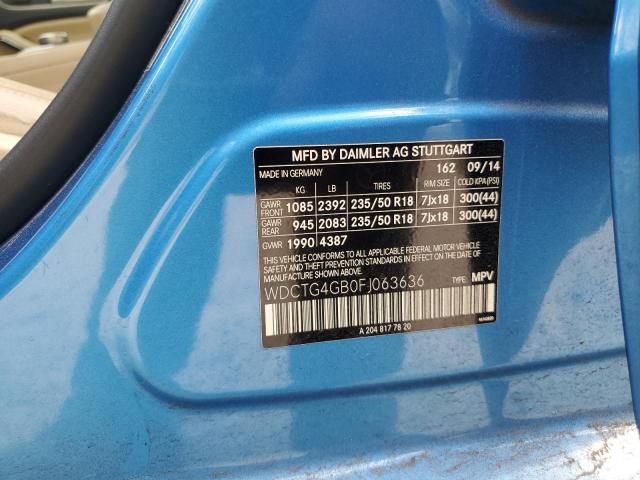 MFD BY DAIMLER AG STUTTGART
MADE IN GERMANY 162 09/14
KG LB TIRES RIM SIZE COLD KPA (PSI)
GAWR FRONT 1085 2392 235/50 R18 7Jx18 300(44)
GAWR REAR 945 2083 235/50 R18 7Jx18 300(44)
GVWR 1990 4387
THIS VEHICLE CONFORMS TO ALL APPLICABLE FEDERAL MOTOR VEHICLE
SAFETY STANDARDS IN EFFECT ON THE DATE OF
MANUFACTURE SHOWN ABOVE.
WDCTG4GB0FJ063636 TYPE: MPV
A 204 817 78 20